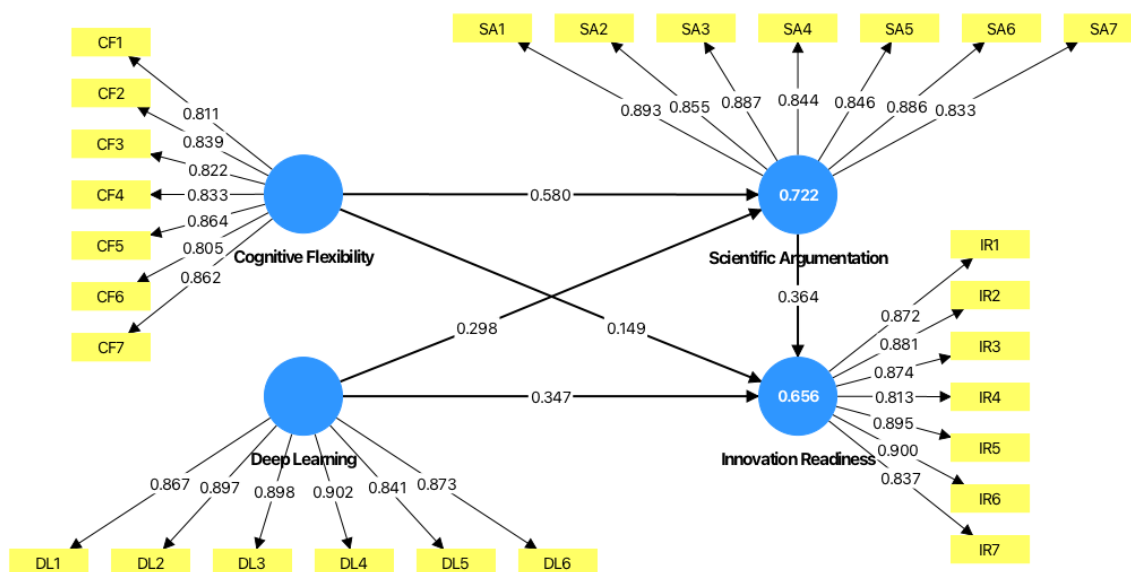 SA1 SA2 SA3 SA4 SA5 SA6 SA7
CF1
CF2
CF3
CF4
CF5
CF6
CF7
0.811
0.839
0.822
0.833
0.864
0.805
0.862
Cognitive Flexibility
0.893 0.855 0.887 0.844 0.846 0.886 0.833
0.580
0.722
Scientific Argumentation
0.298
0.149
0.364
0.347
0.656
Innovation Readiness
IR1
IR2
IR3
IR4
IR5
IR6
IR7
0.872
0.881
0.874
0.813
0.895
0.900
0.837
Deep Learning
0.867 0.897 0.898 0.902 0.841 0.873
DL1 DL2 DL3 DL4 DL5 DL6